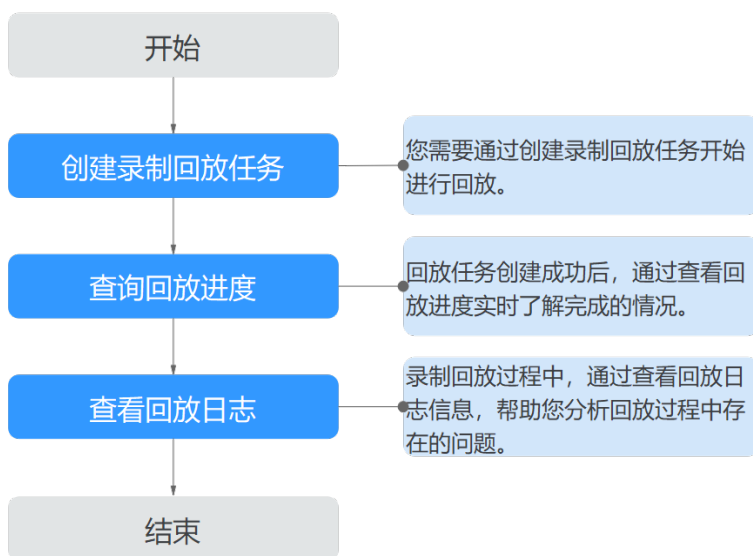 开始
创建录制回放任务
您需要通过创建录制回放任务开始
进行回放。
查询回放进度
回放任务创建成功后，通过查看回
放进度实时了解完成的情况。
查看回放日志
录制回放过程中，通过查看回放日
志信息，帮助您分析回放过程中存
在的问题。
结束